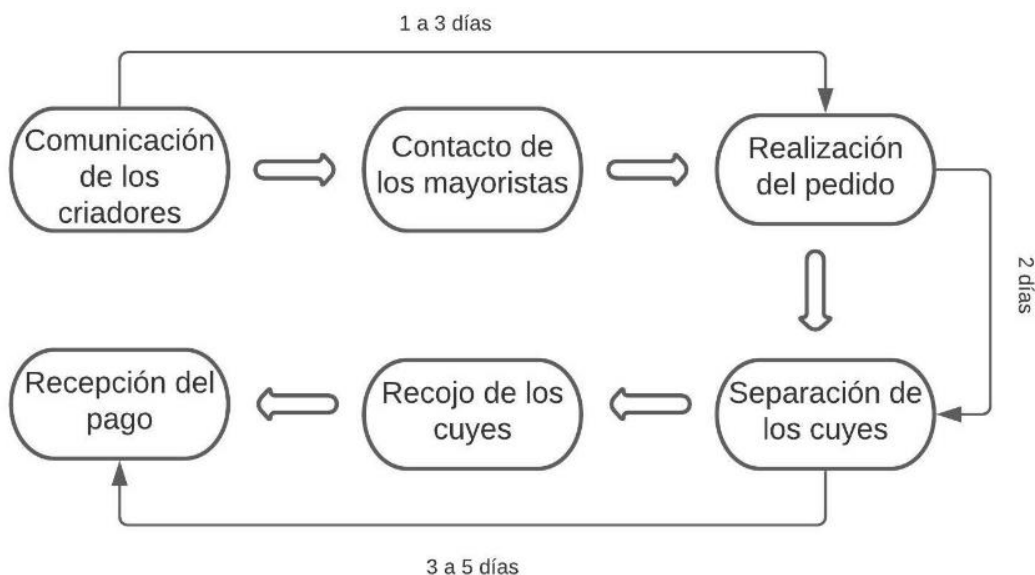 1 a 3 días
Comunicación
de los
criadores
Contacto de
los mayoristas
Realización
del pedido
2 días
Separación de
los cuyes
Recojo de los
cuyes
Recepción del
pago
3 a 5 días